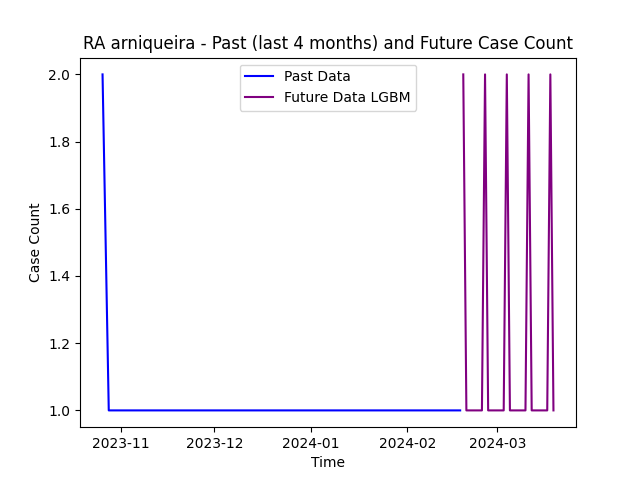 RA arniqueira - Past (last 4 months) and Future Case Count
Past Data
Future Data LGBM
Case Count
2.0
1.8
1.6
1.4
1.2
1.0
2023-11
2023-12
2024-01
2024-02
2024-03
Time